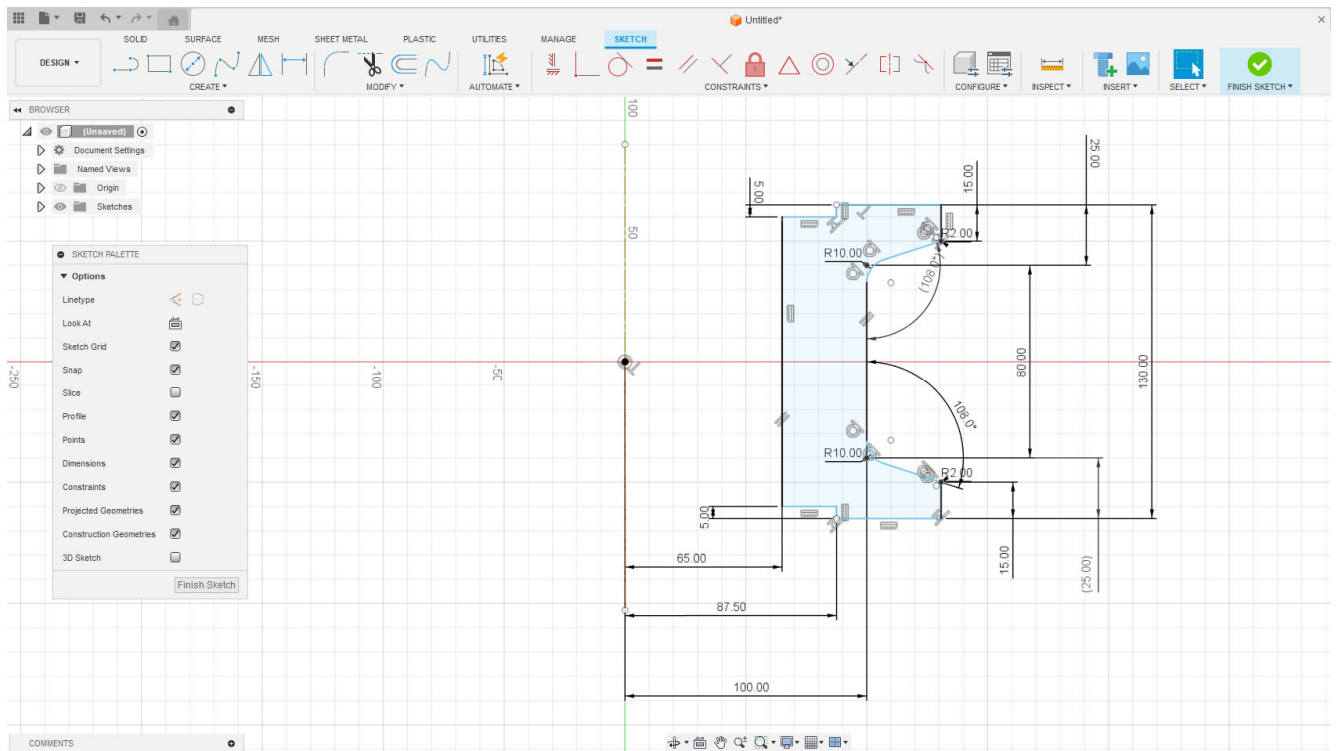 Untitled*
SOLID SURFACE MESH SHEET METAL PLASTIC UTILITIES MANAGE SKETCH
DESIGN
CREATE MODIFY AUTOMATE CONSTRAINTS CONFIGURE INSPECT INSERT SELECT FINISH SKETCH
BROWSER
(Unsaved)
Document Settings
Named Views
Origin
Sketches
SKETCH PALETTE
Options
Linetype
Look At
Sketch Grid
Snap
Slice
Profile
Points
Dimensions
Constraints
Projected Geometries
Construction Geometries
3D Sketch
Finish Sketch
100
50
-250
-150
-100
-50
5.00
15.00
25.00
R2.00
R10.00
(108.0°)
80.00
130.00
108.0°
R10.00
R2.00
5.00
15.00
(25.00)
65.00
87.50
100.00
COMMENTS